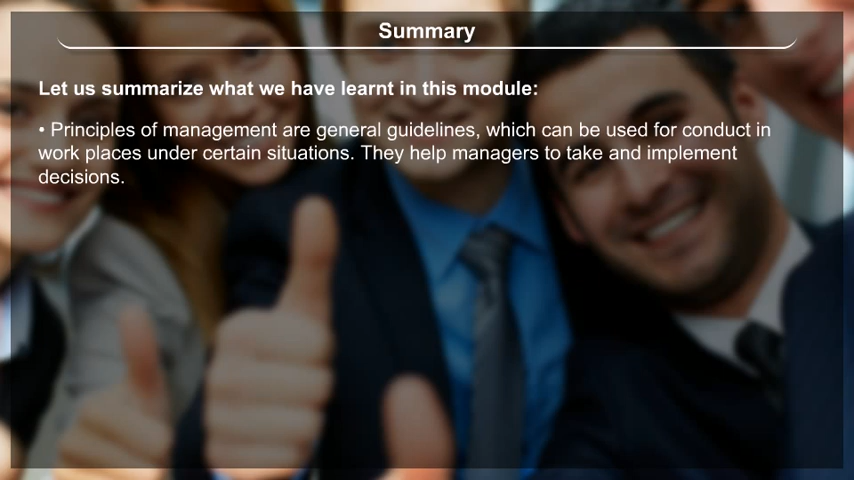 Summary
Let us summarize what we have learnt in this module:
• Principles of management are general guidelines, which can be used for conduct in
work places under certain situations. They help managers to take and implement
decisions.